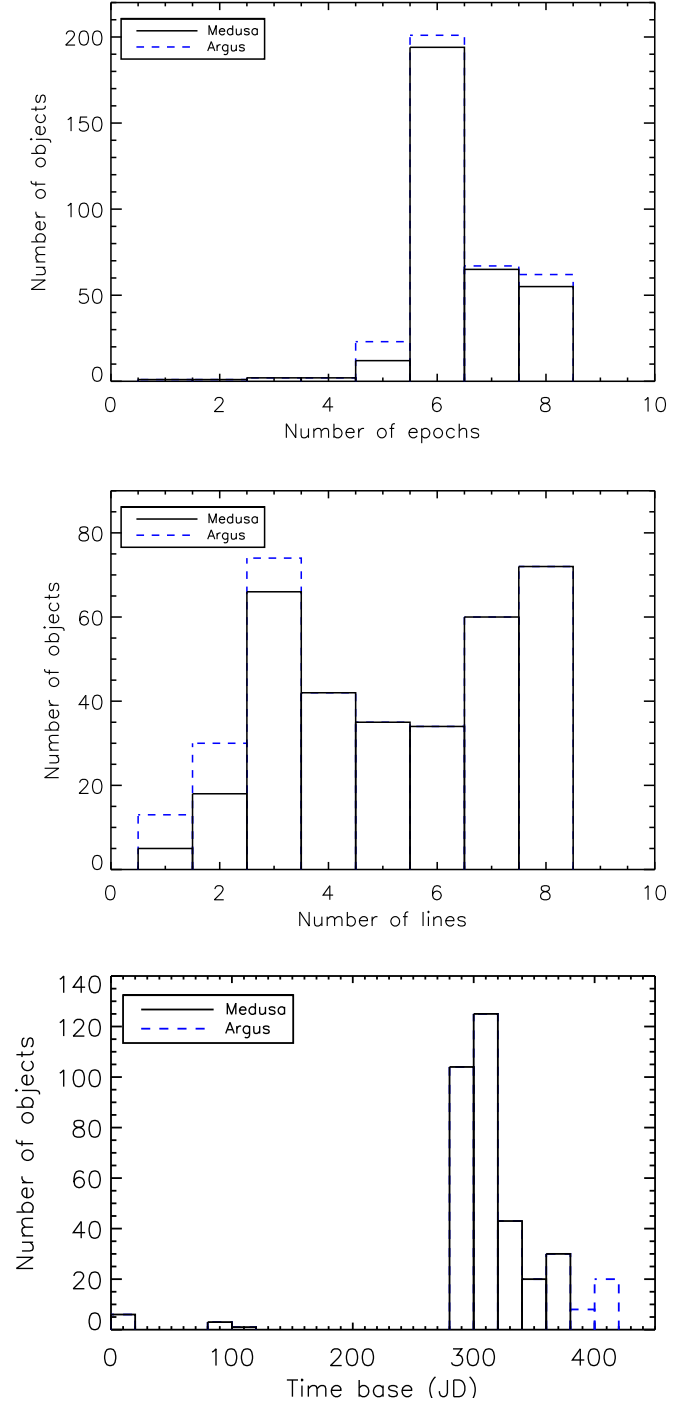 200
150
100
50
0
Number of objects
Medusa
Argus
0 2 4 6 8 10
Number of epochs
80
60
40
20
0
Number of objects
Medusa
Argus
0 2 4 6 8 10
Number of lines
140
120
100
80
60
40
20
0
Number of objects
Medusa
Argus
0 100 200 300 400
Time base (JD)